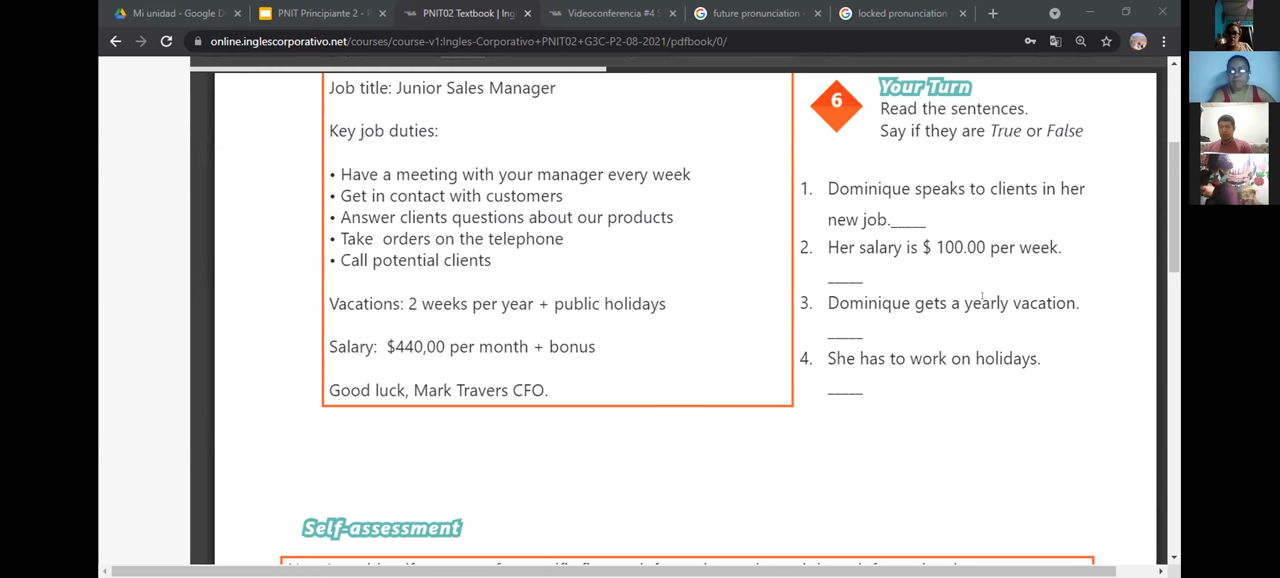 Mi unidad - Google D
PNIT Principiante 2 - P
PNIT02 Textbook | Ing
Videoconferencia #4 S
future pronunciation
locked pronunciation
online.inglescorporativo.net/courses/course-v1:Ingles-Corporativo+PNIT02+G3C-P2-08-2021/pdfbook/0/
Job title: Junior Sales Manager
Key job duties:
• Have a meeting with your manager every week
• Get in contact with customers
• Answer clients questions about our products
• Take orders on the telephone
• Call potential clients
Vacations: 2 weeks per year + public holidays
Salary: $440,00 per month + bonus
Good luck, Mark Travers CFO.
6
Your Turn
Read the sentences.
Say if they are True or False
1. Dominique speaks to clients in her
new job._____
2. Her salary is $ 100.00 per week.
_____
3. Dominique gets a yearly vacation.
_____
4. She has to work on holidays.
_____
Self-assessment